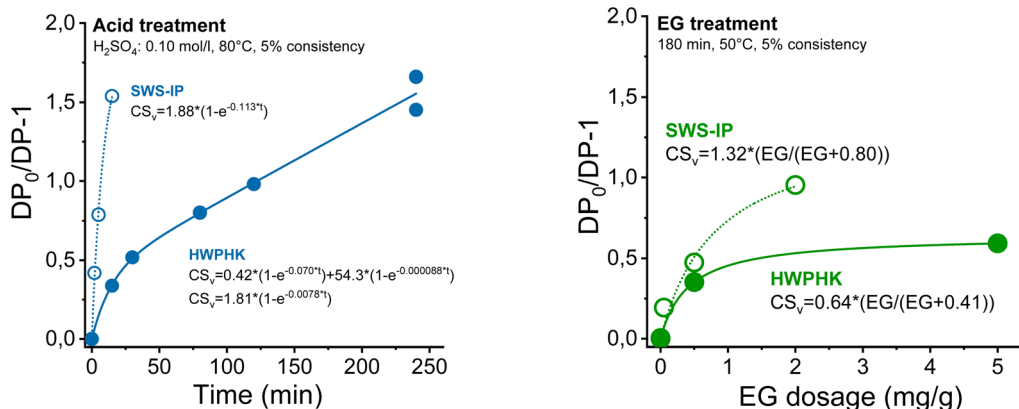 Acid treatment
H₂SO₄: 0.10 mol/l, 80°C, 5% consistency
DP₀/DP-1
2,0
1,5
1,0
0,5
0,0
SWS-IP
CSᵥ=1.88*(1-e⁻⁰·¹¹³*ᵗ)
HWPHK
CSᵥ=0.42*(1-e⁻⁰·⁰⁷⁰*ᵗ)+54.3*(1-e⁻⁰·⁰⁰⁰⁰⁸⁸*ᵗ)
CSᵥ=1.81*(1-e⁻⁰·⁰⁰⁷⁸*ᵗ)
0 50 100 150 200 250
Time (min)
EG treatment
180 min, 50°C, 5% consistency
DP₀/DP-1
2,0
1,5
1,0
0,5
0,0
SWS-IP
CSᵥ=1.32*(EG/(EG+0.80))
HWPHK
CSᵥ=0.64*(EG/(EG+0.41))
0 1 2 3 4 5
EG dosage (mg/g)